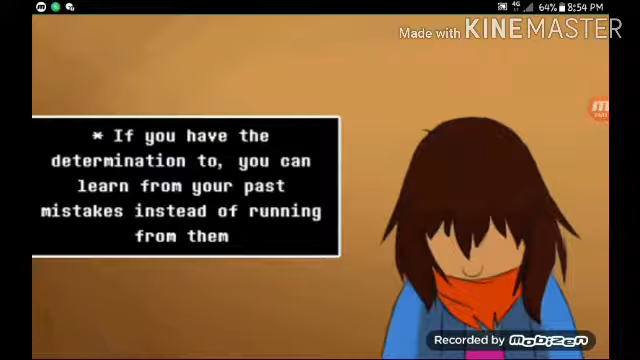 4G 64% 8:54 PM
Made with KINEMASTER
* If you have the
determination to, you can
learn from your past
mistakes instead of running
from them
Recorded by Mobizen